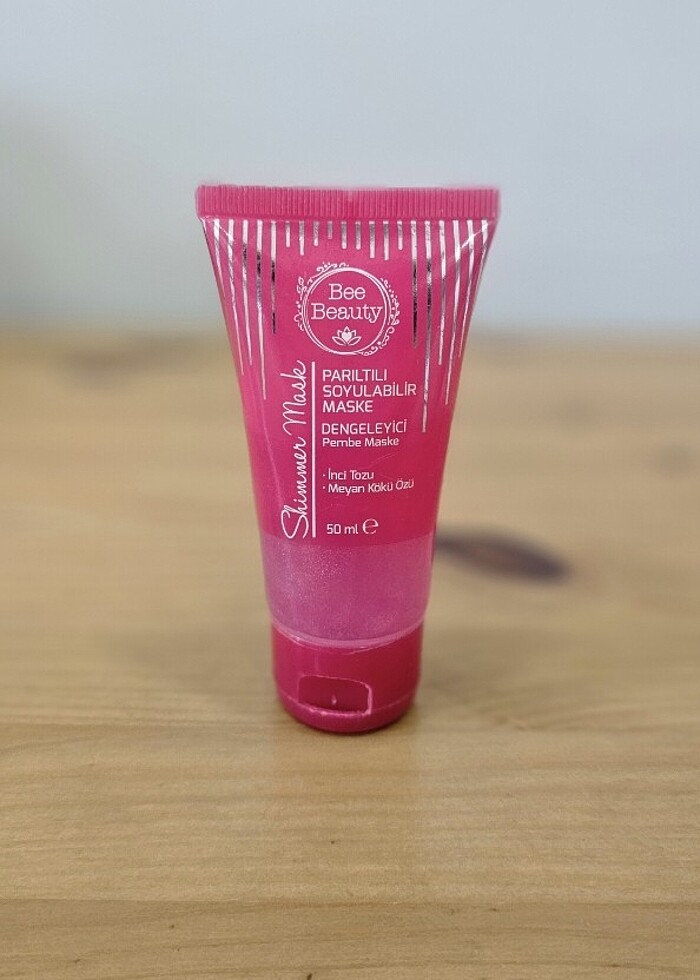 Bee
Beauty
Shimmer Mask
PARILTILI
SOYULABİLİR
MASKE
DENGELEYİCİ
Pembe Maske
· İnci Tozu
· Meyan Kökü Özü
50 ml ℮